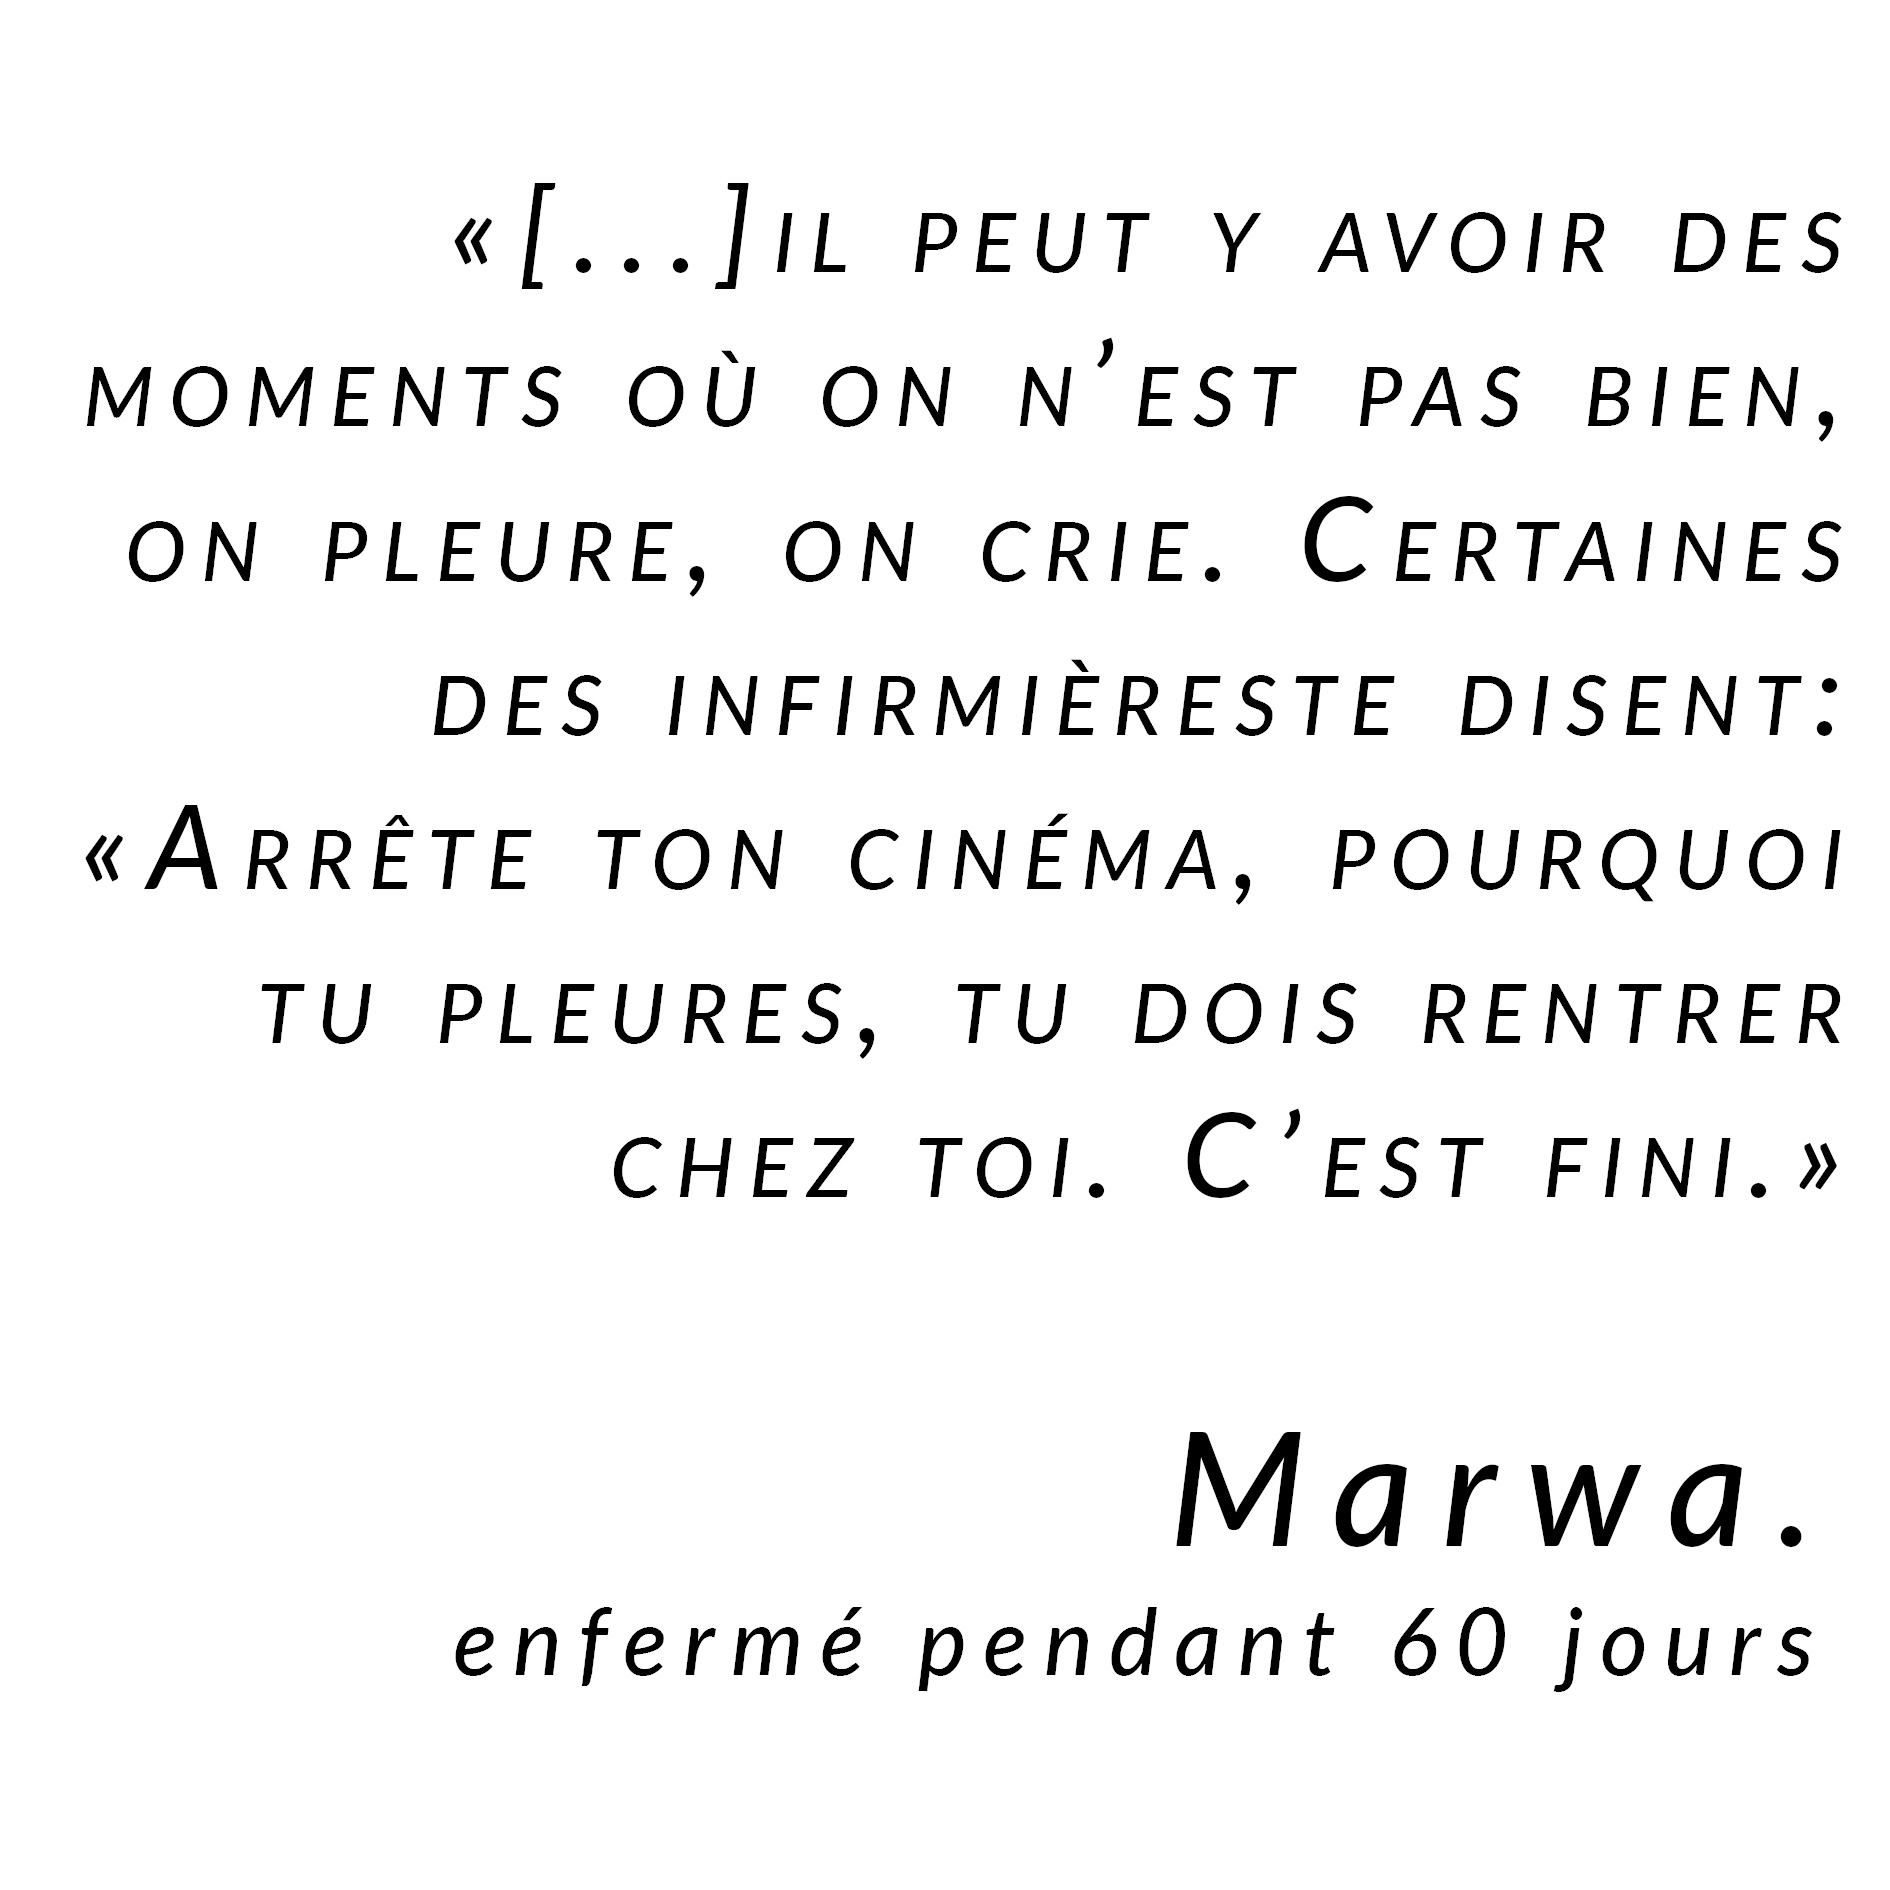 «[...]il peut y avoir des
moments où on n’est pas bien,
on pleure, on crie. Certaines
des infirmièreste disent:
«Arrête ton cinéma, pourquoi
tu pleures, tu dois rentrer
chez toi. C’est fini.»
Marwa.
enfermé pendant 60 jours